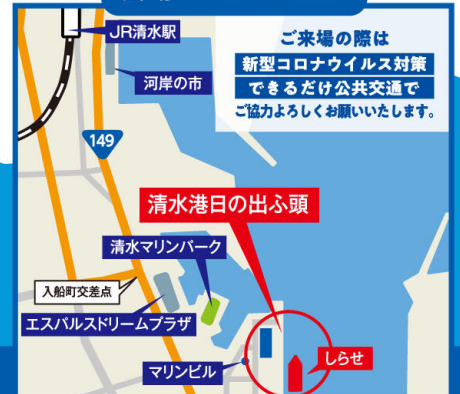 JR清水駅
河岸の市
ご来場の際は
新型コロナウイルス対策
できるだけ公共交通で
ご協力よろしくお願いいたします。
149
清水港日の出ふ頭
清水マリンパーク
入船町交差点
エスパルスドリームプラザ
マリンビル
しらせ